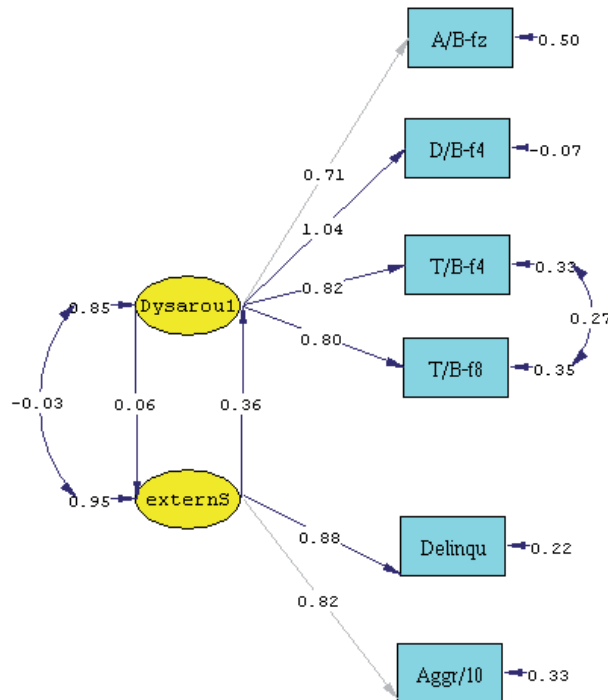 A/B-fz
0.50
D/B-f4
-0.07
0.71
1.04
T/B-f4
0.33
0.82
0.27
0.85
Dysaroul
0.80
T/B-f8
0.35
-0.03
0.06
0.36
0.95
externS
0.88
Delinqu
0.22
0.82
Aggr/10
0.33